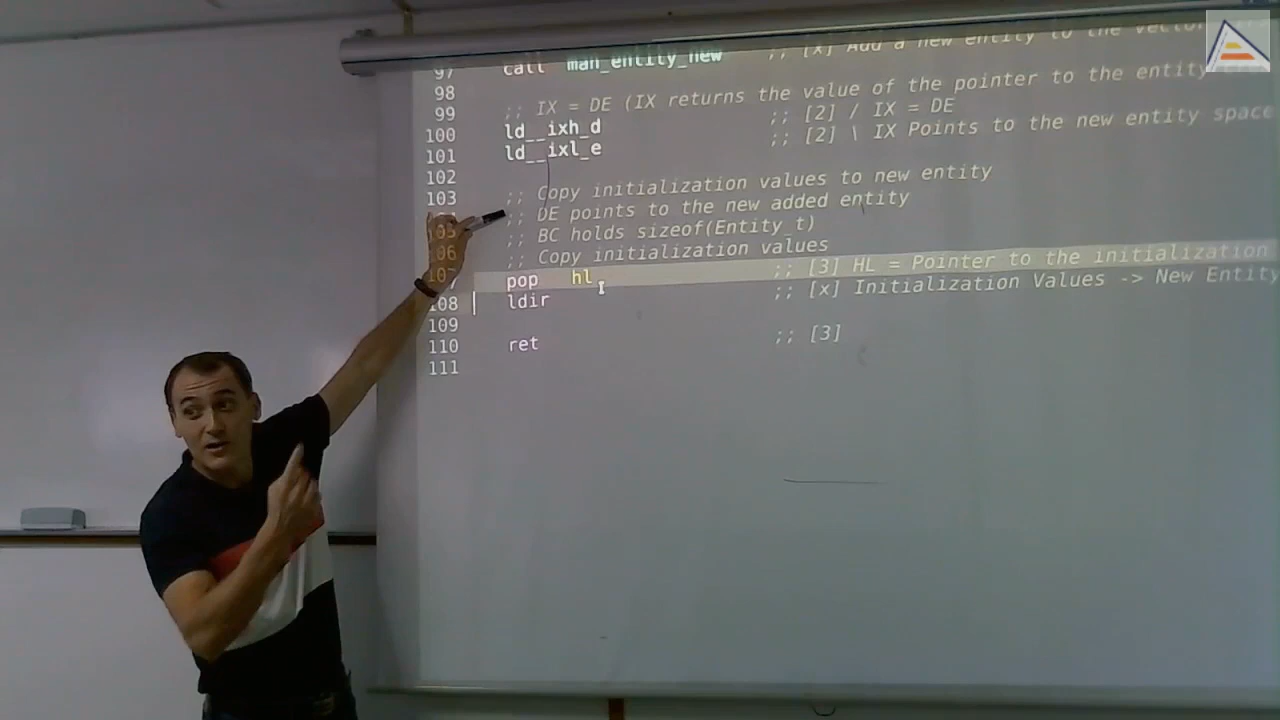 97 call man_entity_new ;; [x] Add a new entity to the vector
98
99 ;; IX = DE (IX returns the value of the pointer to the entity
100 ld__ixh_d ;; [2] / IX = DE
101 ld__ixl_e ;; [2] \ IX Points to the new entity space
102
103 ;; Copy initialization values to new entity
;; DE points to the new added entity
105 ;; BC holds sizeof(Entity_t)
106 ;; Copy initialization values
107 pop hl ;; [3] HL = Pointer to the initialization
108 ldir ;; [x] Initialization Values -> New Entity
109
110 ret ;; [3]
111